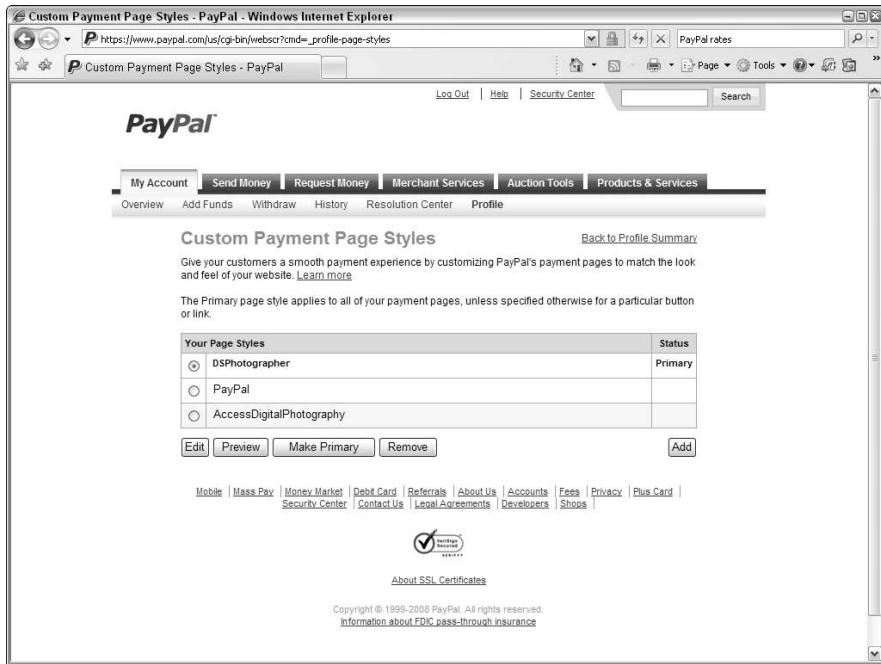 Custom Payment Page Styles - PayPal - Windows Internet Explorer
https://www.paypal.com/us/cgi-bin/webscr?cmd=_profile-page-styles
PayPal rates
Custom Payment Page Styles - PayPal
Page
Tools
Log Out | Help | Security Center
Search
PayPal
My Account
Send Money
Request Money
Merchant Services
Auction Tools
Products & Services
Overview
Add Funds
Withdraw
History
Resolution Center
Profile
Custom Payment Page Styles
Back to Profile Summary
Give your customers a smooth payment experience by customizing PayPal's payment pages to match the look
and feel of your website. Learn more
The Primary page style applies to all of your payment pages, unless specified otherwise for a particular button
or link.
Your Page Styles
Status
DSPhotographer
Primary
PayPal
AccessDigitalPhotography
Edit
Preview
Make Primary
Remove
Add
Mobile | Mass Pay | Money Market | Debit Card | Referrals | About Us | Accounts | Fees | Privacy | Plus Card |
Security Center | Contact Us | Legal Agreements | Developers | Shops |
VeriSign
Secured
About SSL Certificates
Copyright © 1999-2008 PayPal. All rights reserved.
Information about FDIC pass-through insurance